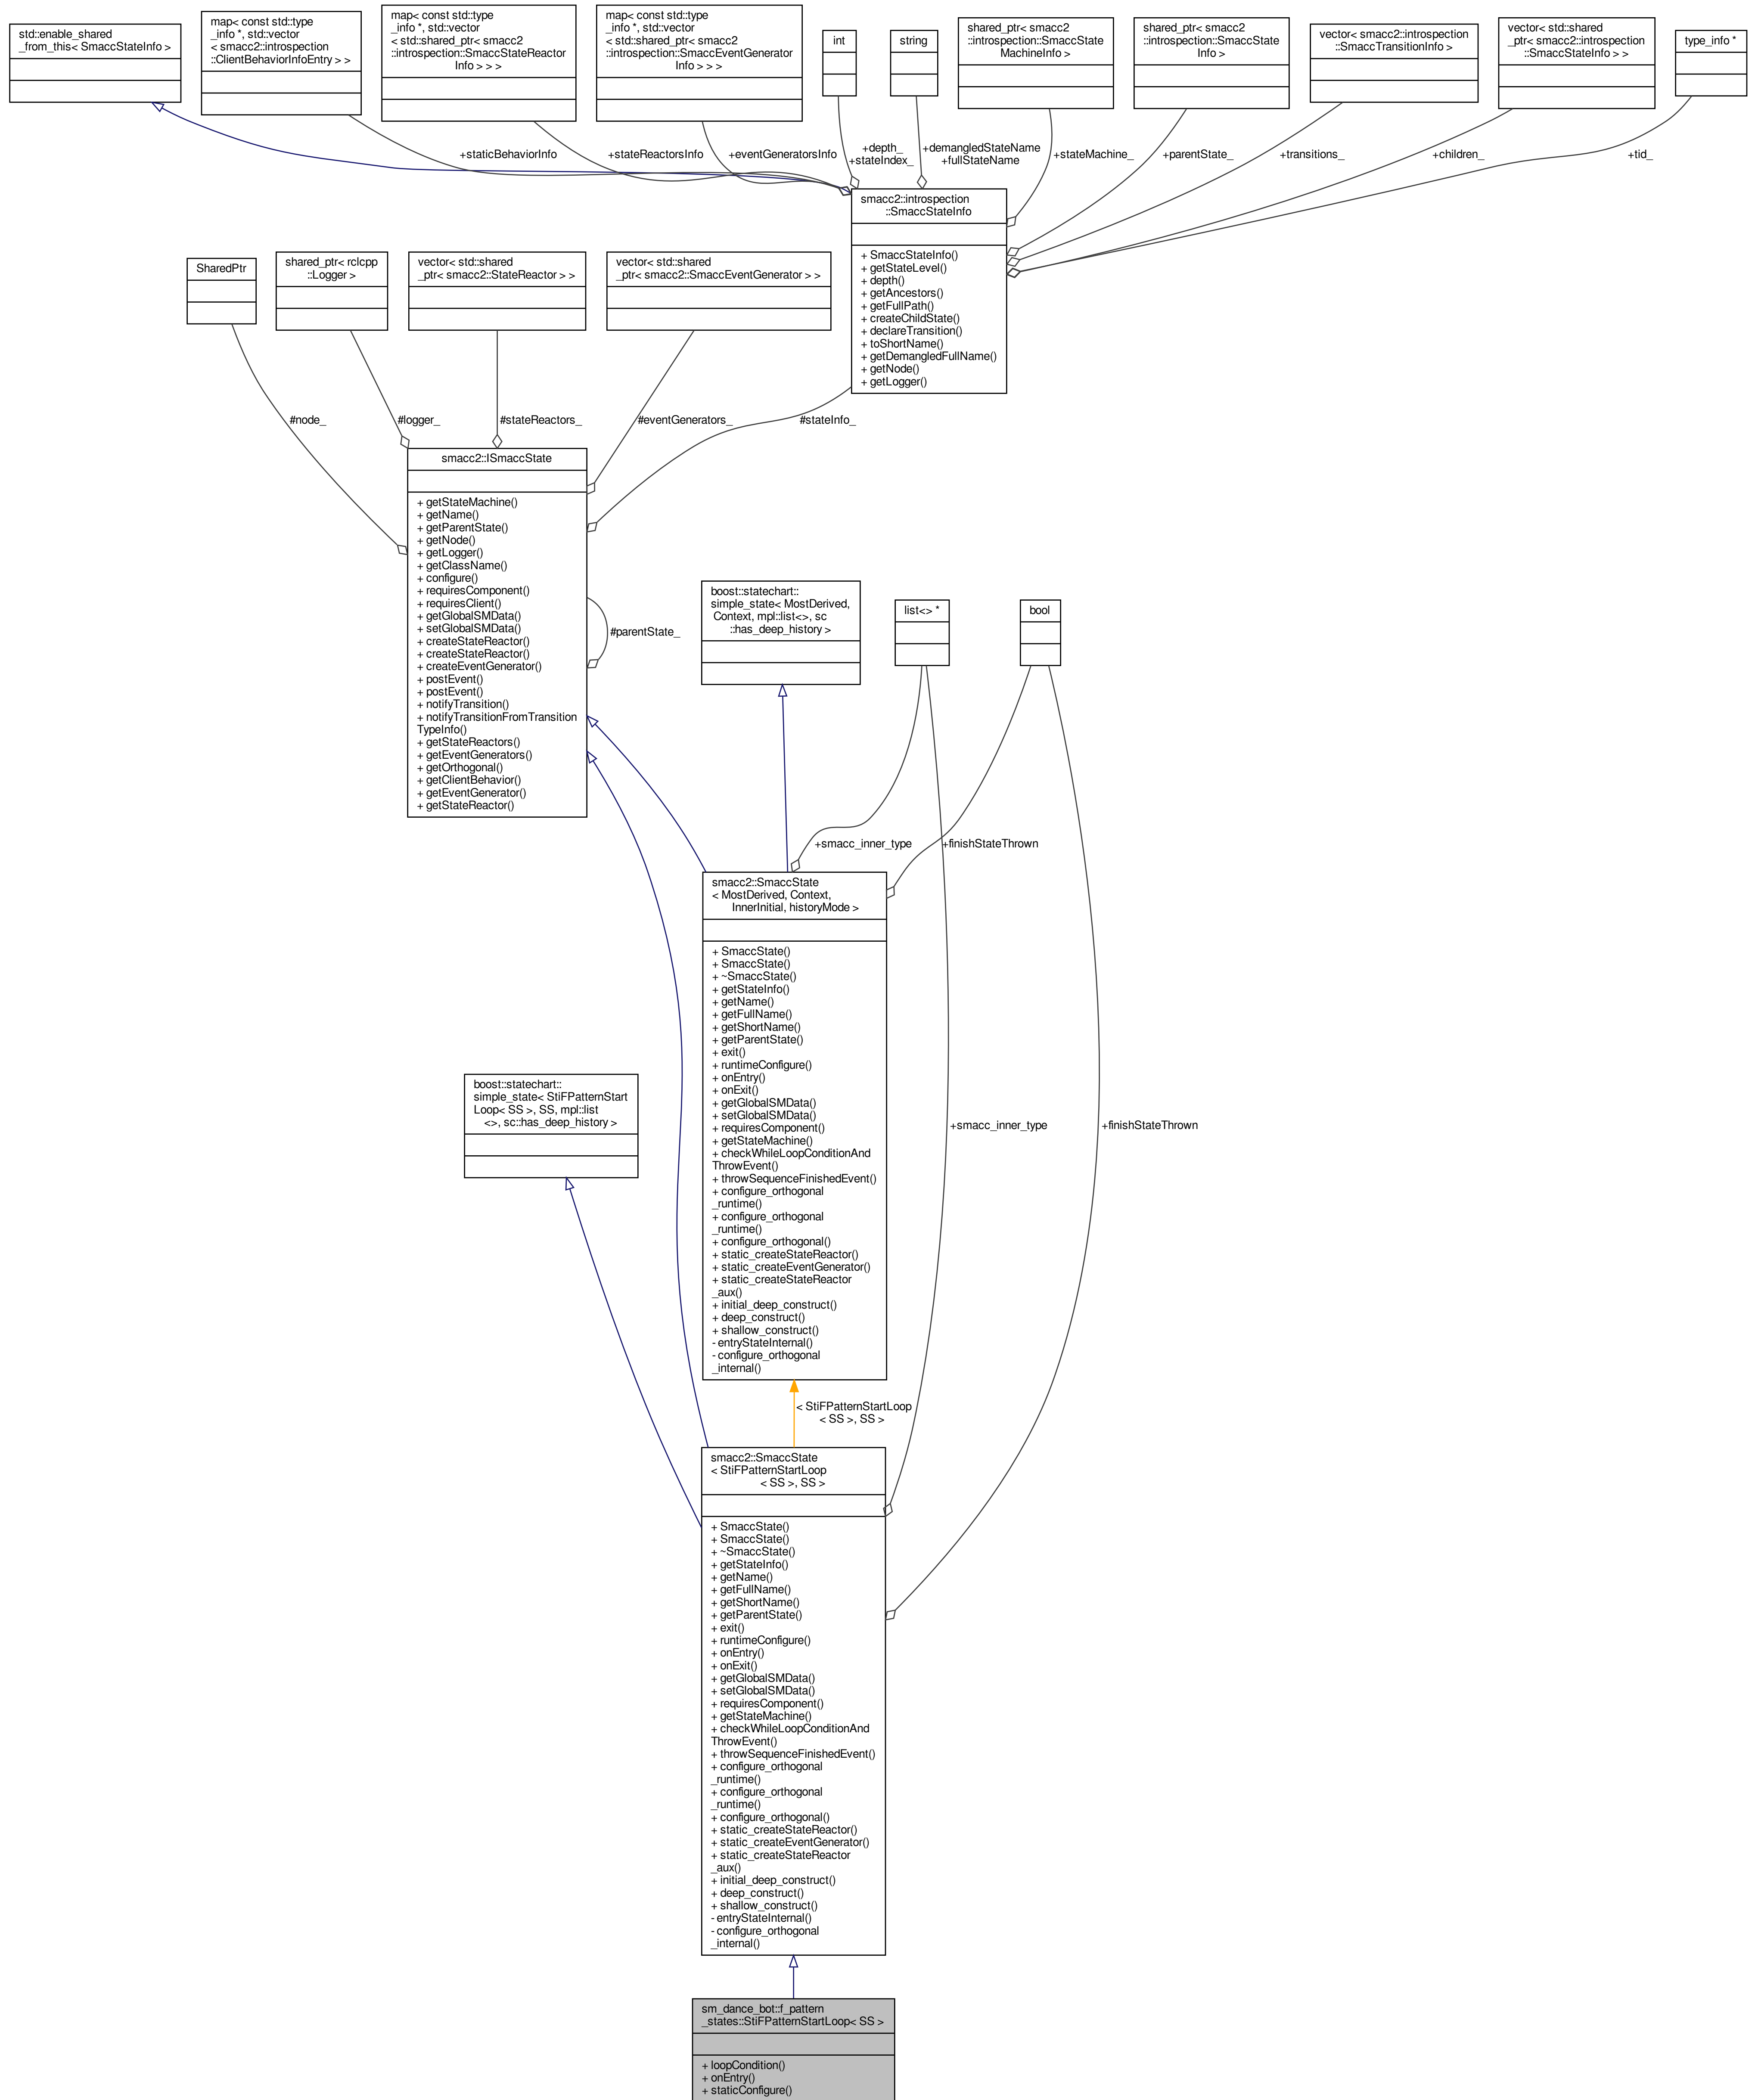 std::enable_shared
_from_this< SmaccStateInfo >
map< const std::type
_info *, std::vector
< smacc2::introspection
::ClientBehaviorInfoEntry > >
map< const std::type
_info *, std::vector
< std::shared_ptr< smacc2
::introspection::SmaccStateReactor
Info > > >
map< const std::type
_info *, std::vector
< std::shared_ptr< smacc2
::introspection::SmaccEventGenerator
Info > > >
int
string
shared_ptr< smacc2
::introspection::SmaccState
MachineInfo >
shared_ptr< smacc2
::introspection::SmaccState
Info >
vector< smacc2::introspection
::SmaccTransitionInfo >
vector< std::shared
_ptr< smacc2::introspection
::SmaccStateInfo > >
type_info *
+staticBehaviorInfo
+stateReactorsInfo
+eventGeneratorsInfo
+depth_
+stateIndex_
+demangledStateName
+fullStateName
+stateMachine_
+parentState_
+transitions_
+children_
+tid_
smacc2::introspection
::SmaccStateInfo
+ SmaccStateInfo()
+ getStateLevel()
+ depth()
+ getAncestors()
+ getFullPath()
+ createChildState()
+ declareTransition()
+ toShortName()
+ getDemangledFullName()
+ getNode()
+ getLogger()
SharedPtr
shared_ptr< rclcpp
::Logger >
vector< std::shared
_ptr< smacc2::StateReactor > >
vector< std::shared
_ptr< smacc2::SmaccEventGenerator > >
#node_
#logger_
#stateReactors_
#eventGenerators_
#stateInfo_
smacc2::ISmaccState
+ getStateMachine()
+ getName()
+ getParentState()
+ getNode()
+ getLogger()
+ getClassName()
+ configure()
+ requiresComponent()
+ requiresClient()
+ getGlobalSMData()
+ setGlobalSMData()
+ createStateReactor()
+ createStateReactor()
+ createEventGenerator()
+ postEvent()
+ postEvent()
+ notifyTransition()
+ notifyTransitionFromTransition
TypeInfo()
+ getStateReactors()
+ getEventGenerators()
+ getOrthogonal()
+ getClientBehavior()
+ getEventGenerator()
+ getStateReactor()
#parentState_
boost::statechart::
simple_state< MostDerived,
Context, mpl::list<>, sc
::has_deep_history >
list<> *
bool
+smacc_inner_type
+finishStateThrown
smacc2::SmaccState
< MostDerived, Context,
InnerInitial, historyMode >
+ SmaccState()
+ SmaccState()
+ ~SmaccState()
+ getStateInfo()
+ getName()
+ getFullName()
+ getShortName()
+ getParentState()
+ exit()
+ runtimeConfigure()
+ onEntry()
+ onExit()
+ getGlobalSMData()
+ setGlobalSMData()
+ requiresComponent()
+ getStateMachine()
+ checkWhileLoopConditionAnd
ThrowEvent()
+ throwSequenceFinishedEvent()
+ configure_orthogonal
_runtime()
+ configure_orthogonal
_runtime()
+ configure_orthogonal()
+ static_createStateReactor()
+ static_createEventGenerator()
+ static_createStateReactor
_aux()
+ initial_deep_construct()
+ deep_construct()
+ shallow_construct()
- entryStateInternal()
- configure_orthogonal
_internal()
boost::statechart::
simple_state< StiFPatternStart
Loop< SS >, SS, mpl::list
<>, sc::has_deep_history >
+smacc_inner_type
+finishStateThrown
< StiFPatternStartLoop
< SS >, SS >
smacc2::SmaccState
< StiFPatternStartLoop
< SS >, SS >
+ SmaccState()
+ SmaccState()
+ ~SmaccState()
+ getStateInfo()
+ getName()
+ getFullName()
+ getShortName()
+ getParentState()
+ exit()
+ runtimeConfigure()
+ onEntry()
+ onExit()
+ getGlobalSMData()
+ setGlobalSMData()
+ requiresComponent()
+ getStateMachine()
+ checkWhileLoopConditionAnd
ThrowEvent()
+ throwSequenceFinishedEvent()
+ configure_orthogonal
_runtime()
+ configure_orthogonal
_runtime()
+ configure_orthogonal()
+ static_createStateReactor()
+ static_createEventGenerator()
+ static_createStateReactor
_aux()
+ initial_deep_construct()
+ deep_construct()
+ shallow_construct()
- entryStateInternal()
- configure_orthogonal
_internal()
sm_dance_bot::f_pattern
_states::StiFPatternStartLoop< SS >
+ loopCondition()
+ onEntry()
+ staticConfigure()